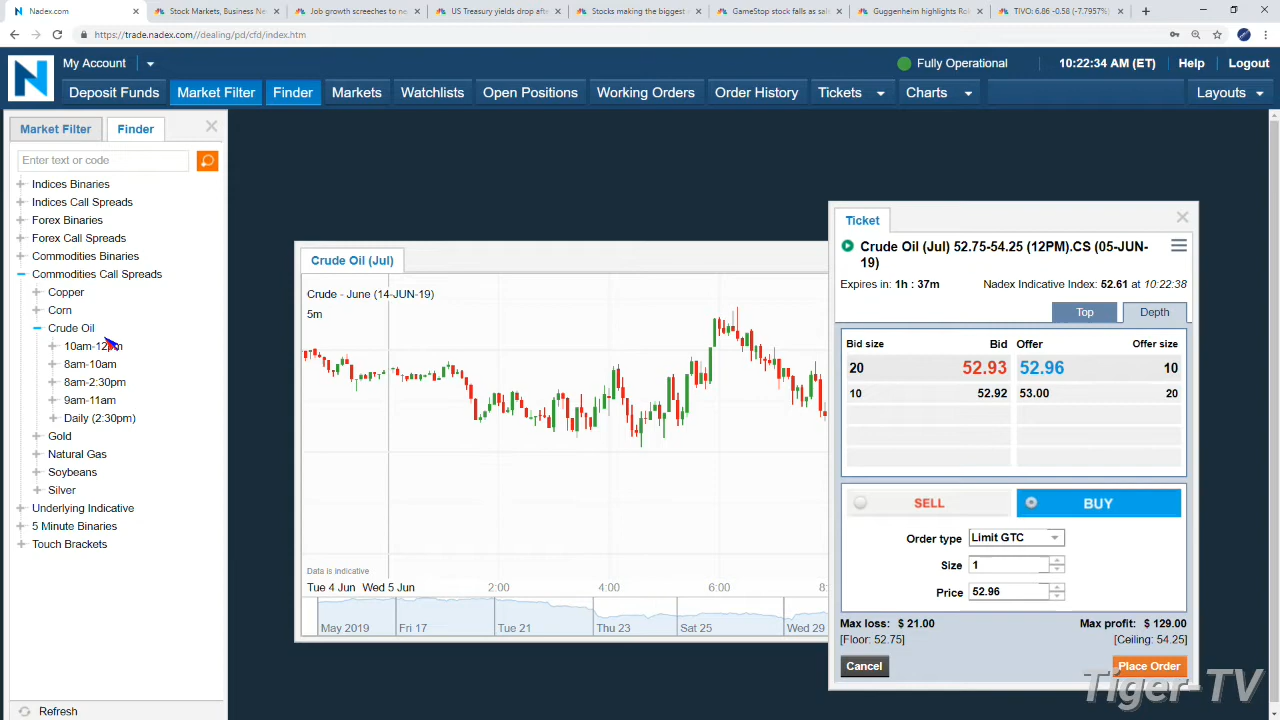 Nadex.com
Stock Markets, Business Ne
Job growth screeches to ne
US Treasury yields drop afte
Stocks making the biggest
GameStop stock falls as sal
Guggenheim highlights Ro
TIVO: 6.86 -0.58 (-7.7957%)
https://trade.nadex.com//dealing/pd/cfd/index.htm
N
My Account
Fully Operational
10:22:34 AM (ET)
Help
Logout
Deposit Funds
Market Filter
Finder
Markets
Watchlists
Open Positions
Working Orders
Order History
Tickets
Charts
Layouts
Market Filter
Finder
Enter text or code
Indices Binaries
Indices Call Spreads
Forex Binaries
Forex Call Spreads
Commodities Binaries
Commodities Call Spreads
Copper
Corn
Crude Oil
10am-12pm
8am-10am
8am-2:30pm
9am-11am
Daily (2:30pm)
Gold
Natural Gas
Soybeans
Silver
Underlying Indicative
5 Minute Binaries
Touch Brackets
Refresh
Crude Oil (Jul)
Crude - June (14-JUN-19)
5m
Data is Indicative
Tue 4 Jun Wed 5 Jun 2:00 4:00 6:00 8:
May 2019 Fri 17 Tue 21 Thu 23 Sat 25 Wed 29
Ticket
Crude Oil (Jul) 52.75-54.25 (12PM).CS (05-JUN-
19)
Expires in: 1h : 37m
Nadex Indicative Index: 52.61 at 10:22:38
Top
Depth
Bid size Bid Offer Offer size
20 52.93 52.96 10
10 52.92 53.00 20
SELL
BUY
Order type Limit GTC
Size 1
Price 52.96
Max loss: $ 21.00 Max profit: $ 129.00
[Floor: 52.75] [Ceiling: 54.25]
Cancel
Place Order
Tiger-TV